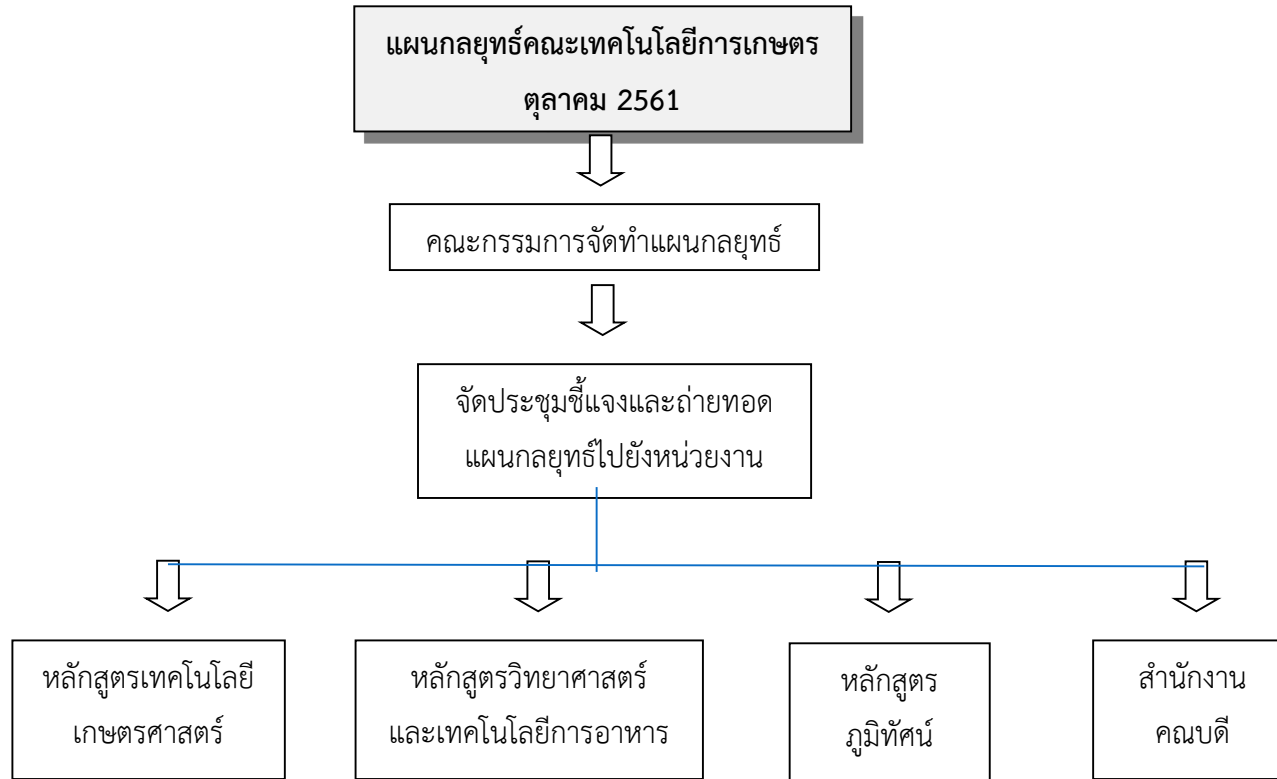 แผนกลยุทธ์คณะเทคโนโลยีการเกษตร
ตุลาคม 2561
คณะกรรมการจัดทำแผนกลยุทธ์
จัดประชุมชี้แจงและถ่ายทอด
แผนกลยุทธ์ไปยังหน่วยงาน
หลักสูตรเทคโนโลยี
เกษตรศาสตร์
หลักสูตรวิทยาศาสตร์
และเทคโนโลยีการอาหาร
หลักสูตร
ภูมิทัศน์
สำนักงาน
คณบดี